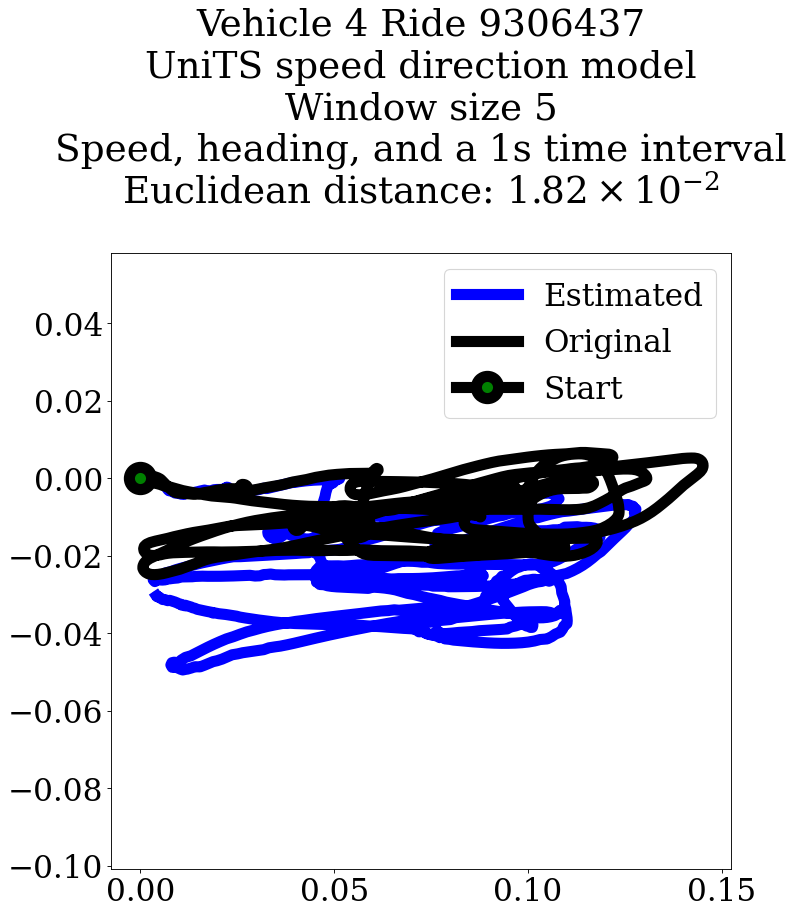 Vehicle 4 Ride 9306437
UniTS speed direction model
Window size 5
Speed, heading, and a 1s time interval
Euclidean distance: 1.82 × 10⁻²
Estimated
Original
Start
0.04
0.02
0.00
−0.02
−0.04
−0.06
−0.08
−0.10
0.00 0.05 0.10 0.15